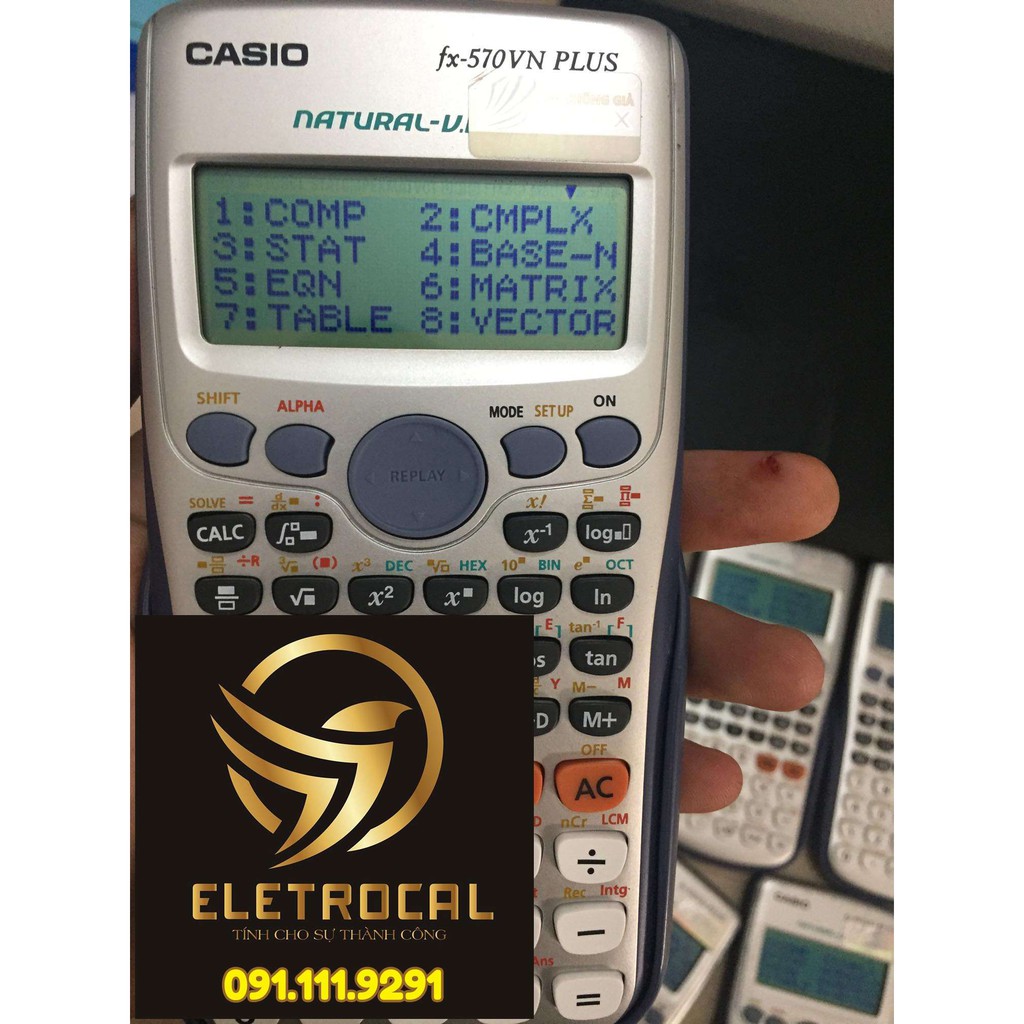 CASIO fx-570VN PLUS
NATURAL-V.
1:COMP 2:CMPLX
3:STAT 4:BASE-N
5:EQN 6:MATRIX
7:TABLE 8:VECTOR
SHIFT ALPHA MODE SETUP ON
REPLAY
SOLVE = : x!
CALC x-1 log
÷R x³ DEC HEX 10 BIN e OCT
√ x² x log ln
E tan-1 F
tan
Y M− M
M+
OFF
AC
nCr LCM
÷
Rec Intg
−
Ans
=
ELETROCAL
TÍNH CHO SỰ THÀNH CÔNG
091.111.9291
CASIO